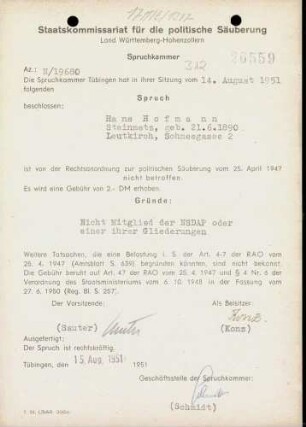 Staatskommissariat für die politische Säuberung
Land Württemberg-Hohenzollern
Spruchkammer
312 36559
Az.: N/19680
Die Spruchkammer Tübingen hat in ihrer Sitzung vom 14. August 1951
folgenden
Spruch
beschlossen:
Hans Hofmann
Steinmetz, geb. 21.6.1890
Leutkirch, Schneegasse 2
ist von der Rechtsanordnung zur politischen Säuberung vom 25. April 1947
nicht betroffen.
Es wird eine Gebühr von 2.- DM erhoben.
Gründe:
Nicht Mitglied der NSDAP oder
einer ihrer Gliederungen
Weitere Tatsachen, die eine Belastung i. S. der Art. 4-7 der RAO vom
25. 4. 1947 (Amtsblatt S. 639) begründen könnten, sind nicht bekannt.
Die Gebühr beruht auf Art. 47 der RAO vom 25. 4. 1947 und § 4 Nr. 6 der
Verordnung des Staatsministeriums vom 6. 10. 1948 in der Fassung vom
27. 6. 1950 (Reg. Bl. S. 257).
Der Vorsitzende: Als Beisitzer:
(Sauter) (Konz)
Ausgefertigt:
Der Spruch ist rechtskräftig.
Tübingen, den 15. Aug. 1951 1951
Geschäftsstelle der Spruchkammer:
(Schmidt)